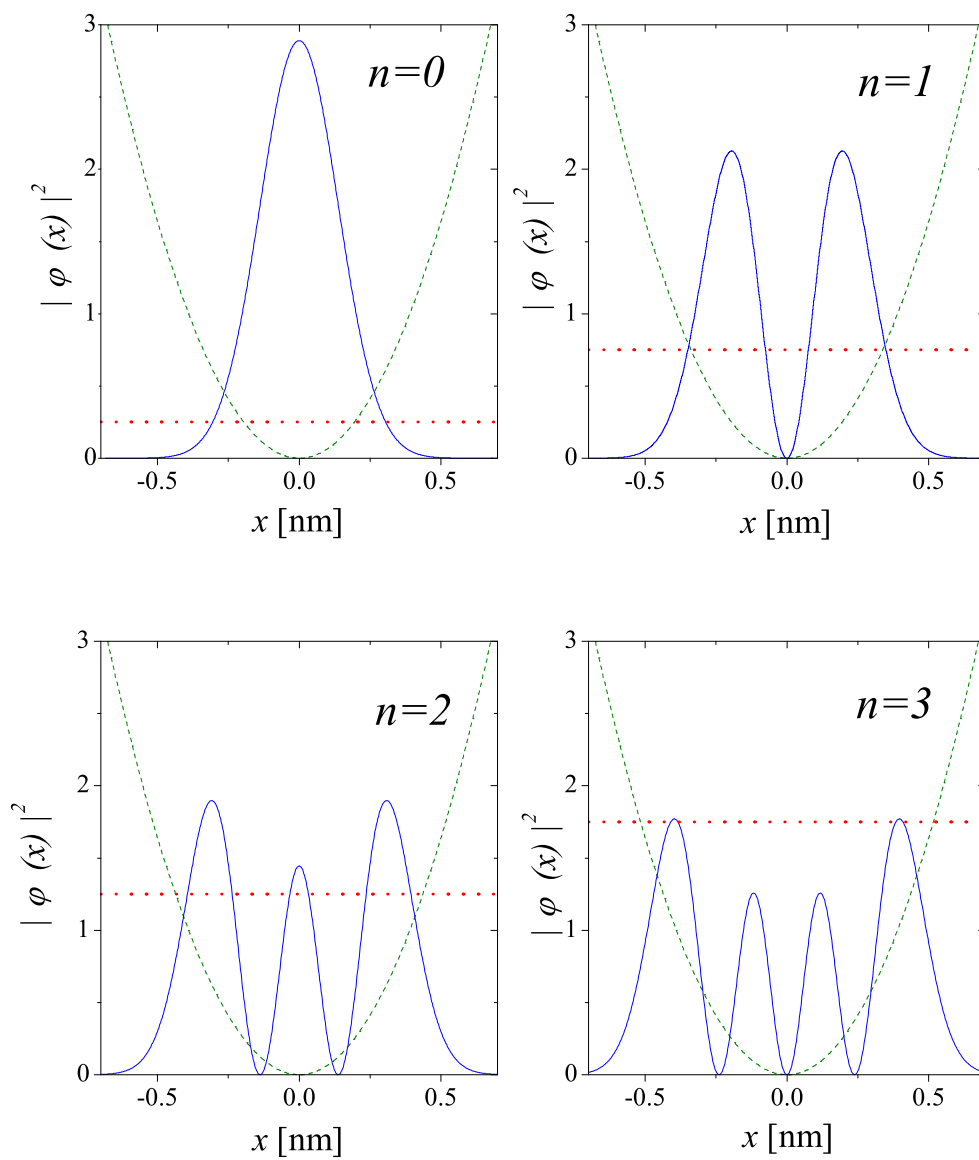 3
2
1
0
-0.5 0.0 0.5
x [nm]
| φ (x) |²
n=0
3
2
1
0
-0.5 0.0 0.5
x [nm]
| φ (x) |²
n=1
3
2
1
0
-0.5 0.0 0.5
x [nm]
| φ (x) |²
n=2
3
2
1
0
-0.5 0.0 0.5
x [nm]
| φ (x) |²
n=3